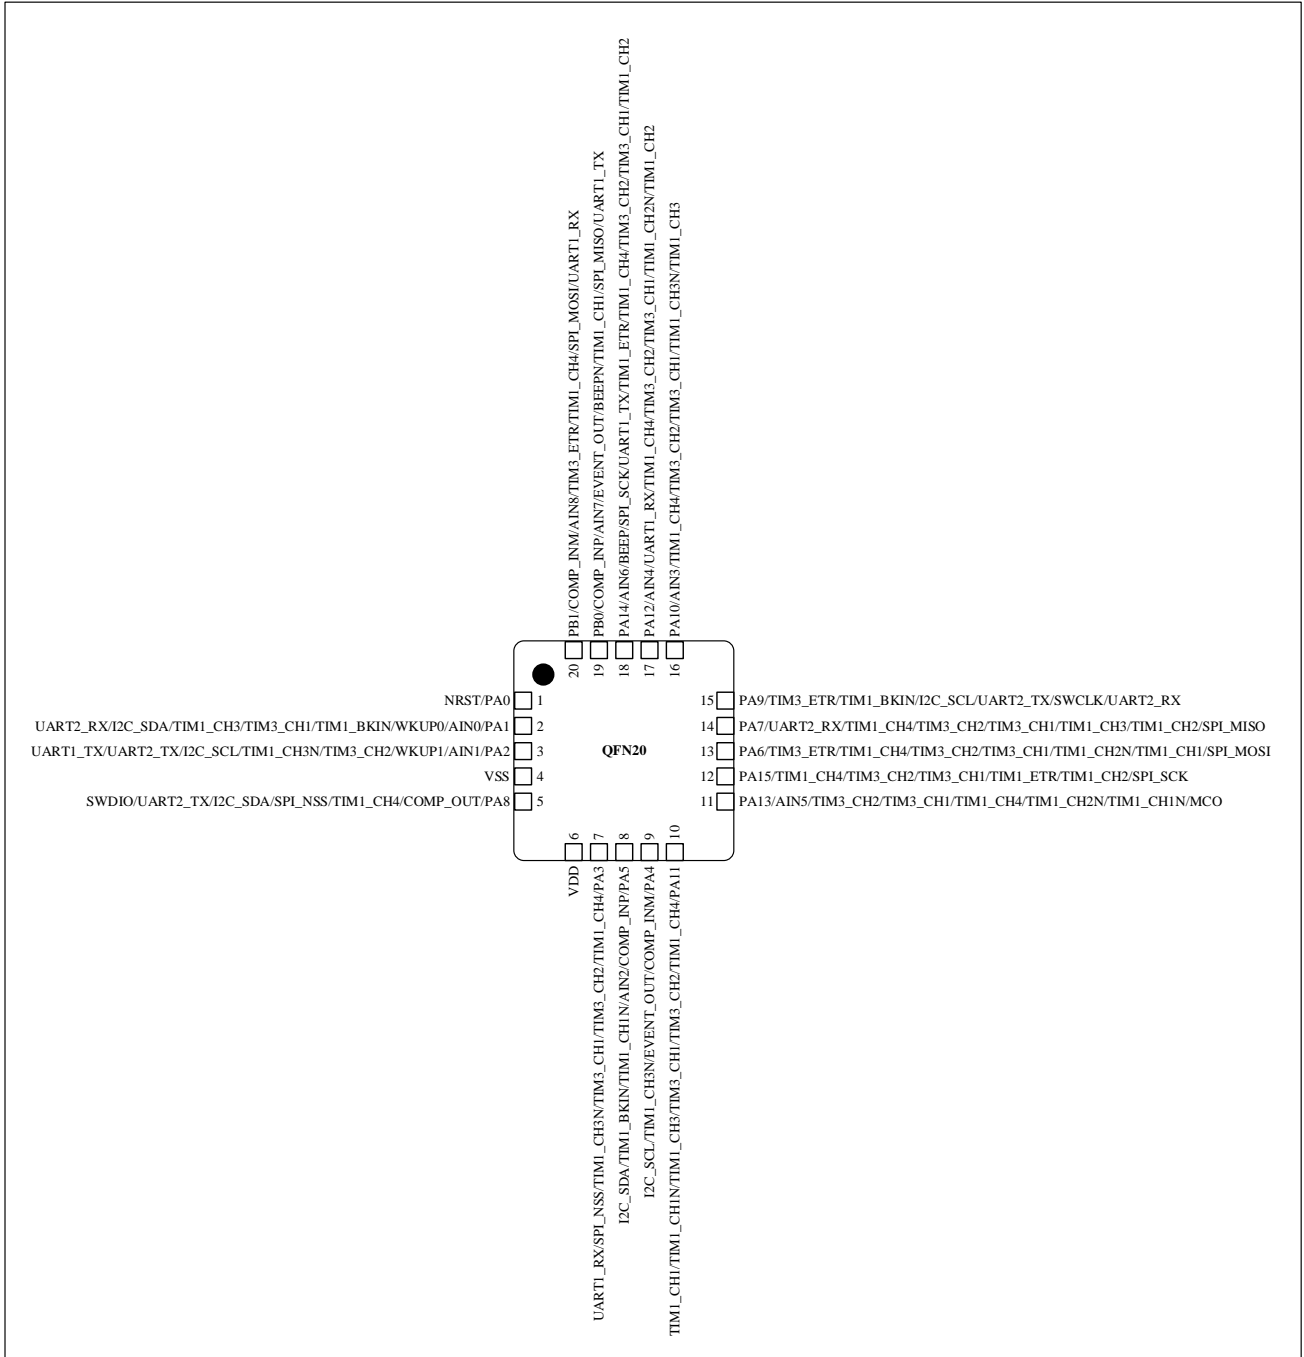 PB1/COMP_INM/AIN8/TIM3_ETR/TIM1_CH4/SPI_MOSI/UART1_RX
PB0/COMP_INP/AIN7/EVENT_OUT/BEEPN/TIM1_CH1/SPI_MISO/UART1_TX
PA14/AIN6/BEEP/SPI_SCK/UART1_TX/TIM1_ETR/TIM1_CH4/TIM3_CH2/TIM3_CH1/TIM1_CH2
PA12/AIN4/UART1_RX/TIM1_CH4/TIM3_CH2/TIM3_CH1/TIM1_CH2N/TIM1_CH2
PA10/AIN3/TIM1_CH4/TIM3_CH2/TIM3_CH1/TIM1_CH3N/TIM1_CH3
20
19
18
17
16
NRST/PA0 1
UART2_RX/I2C_SDA/TIM1_CH3/TIM3_CH1/TIM1_BKIN/WKUP0/AIN0/PA1 2
UART1_TX/UART2_TX/I2C_SCL/TIM1_CH3N/TIM3_CH2/WKUP1/AIN1/PA2 3
VSS 4
SWDIO/UART2_TX/I2C_SDA/SPI_NSS/TIM1_CH4/COMP_OUT/PA8 5
QFN20
15 PA9/TIM3_ETR/TIM1_BKIN/I2C_SCL/UART2_TX/SWCLK/UART2_RX
14 PA7/UART2_RX/TIM1_CH4/TIM3_CH2/TIM3_CH1/TIM1_CH3/TIM1_CH2/SPI_MISO
13 PA6/TIM3_ETR/TIM1_CH4/TIM3_CH2/TIM3_CH1/TIM1_CH2N/TIM1_CH1/SPI_MOSI
12 PA15/TIM1_CH4/TIM3_CH2/TIM3_CH1/TIM1_ETR/TIM1_CH2/SPI_SCK
11 PA13/AIN5/TIM3_CH2/TIM3_CH1/TIM1_CH4/TIM1_CH2N/TIM1_CH1N/MCO
6
7
8
9
10
VDD
UART1_RX/SPI_NSS/TIM1_CH3N/TIM3_CH1/TIM3_CH2/TIM1_CH4/PA3
I2C_SDA/TIM1_BKIN/TIM1_CH1N/AIN2/COMP_INP/PA5
I2C_SCL/TIM1_CH3N/EVENT_OUT/COMP_INM/PA4
TIM1_CH1/TIM1_CH1N/TIM1_CH3/TIM3_CH1/TIM3_CH2/TIM1_CH4/PA11